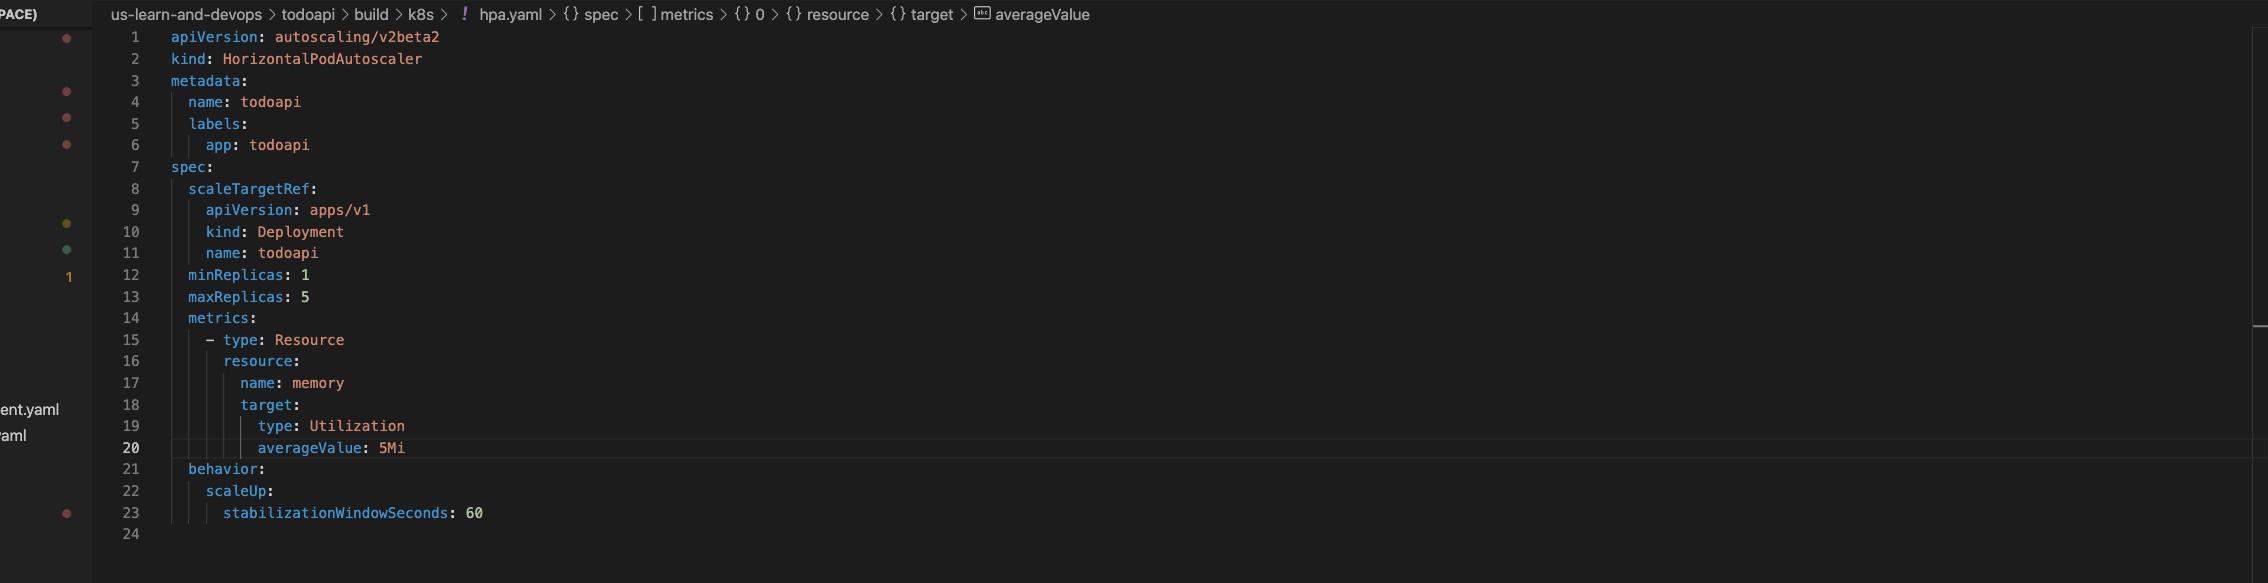 PACE)
us-learn-and-devops > todoapi > build > k8s > ! hpa.yaml > {} spec > [ ] metrics > {} 0 > {} resource > {} target > abc averageValue
1 apiVersion: autoscaling/v2beta2
2 kind: HorizontalPodAutoscaler
3 metadata:
4   name: todoapi
5   labels:
6     app: todoapi
7 spec:
8   scaleTargetRef:
9     apiVersion: apps/v1
10     kind: Deployment
11     name: todoapi
1
12   minReplicas: 1
13   maxReplicas: 5
14   metrics:
15     - type: Resource
16       resource:
17         name: memory
18         target:
ent.yaml
19           type: Utilization
yaml
20           averageValue: 5Mi
21   behavior:
22     scaleUp:
23       stabilizationWindowSeconds: 60
24